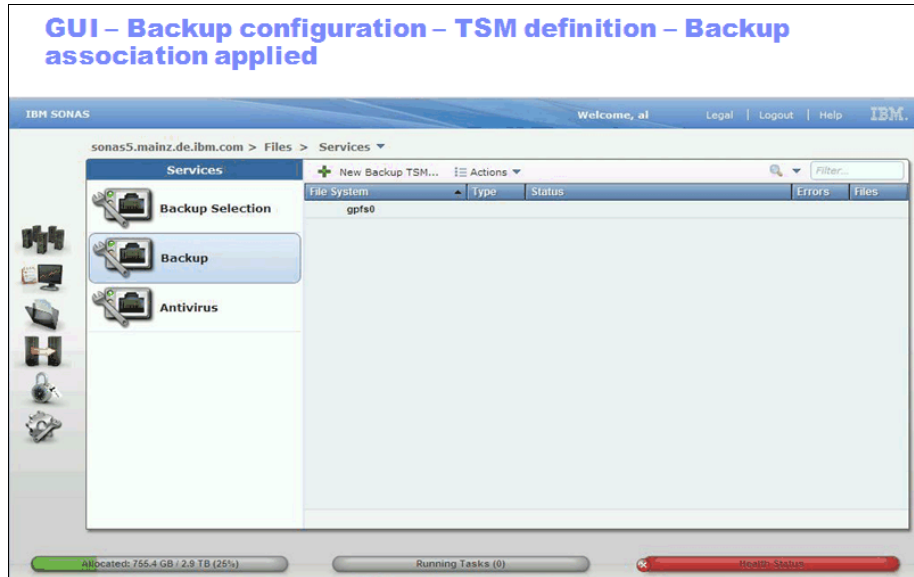 GUI – Backup configuration – TSM definition – Backup
association applied
IBM SONAS
Welcome, al
Legal | Logout | Help
IBM.
sonas5.mainz.de.ibm.com > Files > Services
Services
New Backup TSM...
Actions
Filter...
Backup Selection
Backup
Antivirus
File System
Type
Status
Errors
Files
gpfs0
Allocated: 755.4 GB / 2.9 TB (25%)
Running Tasks (0)
Health Status